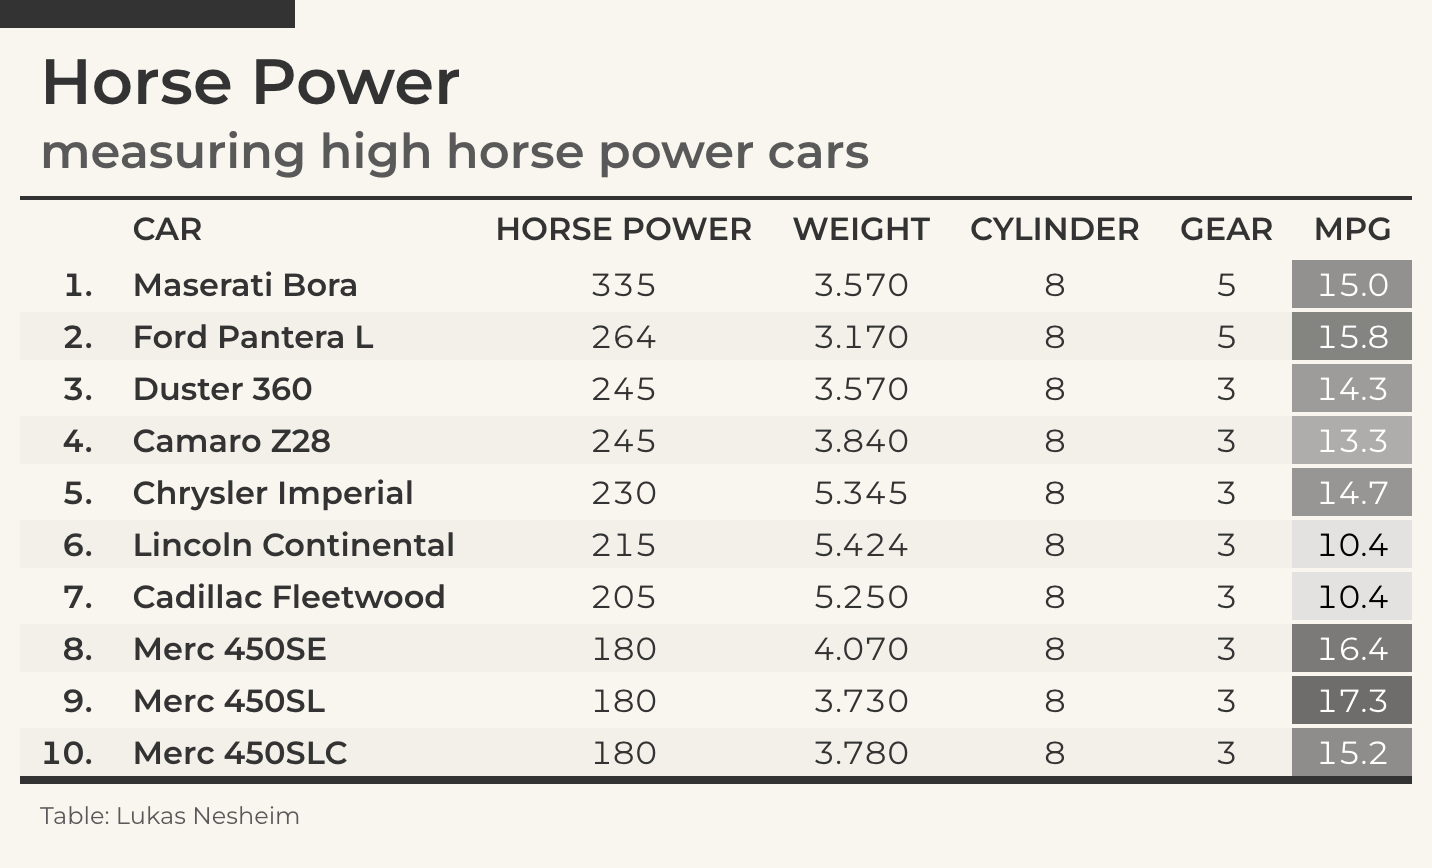 Horse Power
measuring high horse power cars
CAR HORSE POWER WEIGHT CYLINDER GEAR MPG
1. Maserati Bora 335 3.570 8 5 15.0
2. Ford Pantera L 264 3.170 8 5 15.8
3. Duster 360 245 3.570 8 3 14.3
4. Camaro Z28 245 3.840 8 3 13.3
5. Chrysler Imperial 230 5.345 8 3 14.7
6. Lincoln Continental 215 5.424 8 3 10.4
7. Cadillac Fleetwood 205 5.250 8 3 10.4
8. Merc 450SE 180 4.070 8 3 16.4
9. Merc 450SL 180 3.730 8 3 17.3
10. Merc 450SLC 180 3.780 8 3 15.2
Table: Lukas Nesheim